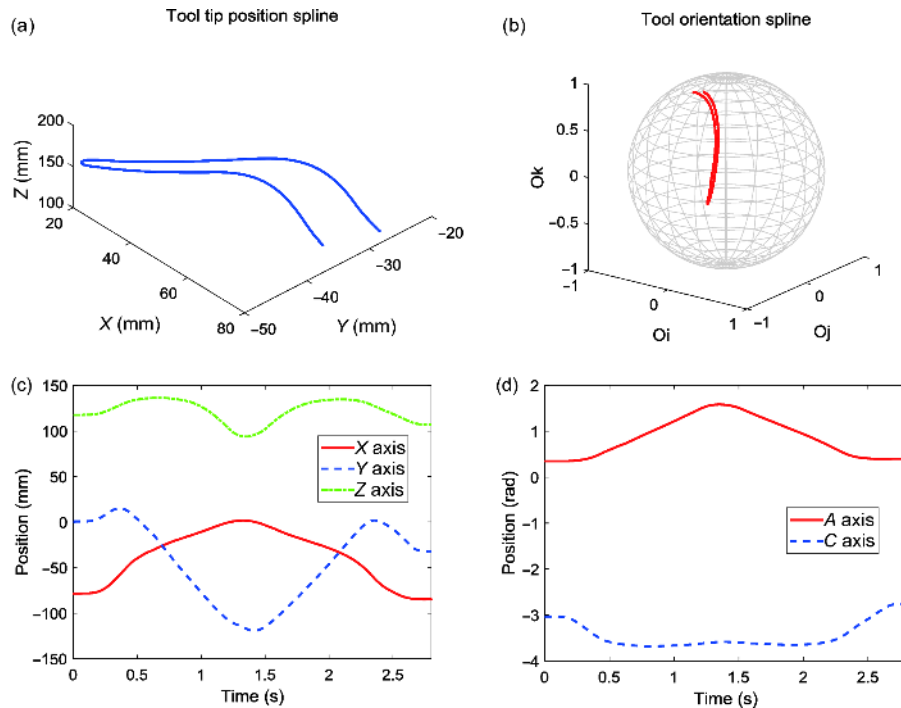 (a)
Tool tip position spline
200
150
100
Z (mm)
20
40
60
80
X (mm)
−50
−40
−30
−20
Y (mm)
(b)
Tool orientation spline
1
0.5
0
−0.5
−1
Ok
−1
0
1
Oi
−1
0
1
Oj
(c)
150
100
50
0
−50
−100
−150
Position (mm)
X axis
Y axis
Z axis
0
0.5
1.0
1.5
2.0
2.5
Time (s)
(d)
2
1
0
−1
−2
−3
−4
Position (rad)
A axis
C axis
0
0.5
1
1.5
2
2.5
Time (s)